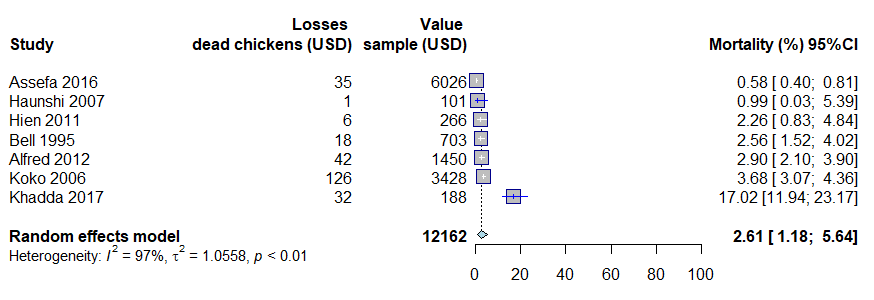 Losses Value
Study dead chickens (USD) sample (USD) Mortality (%) 95%CI
Assefa 2016 35 6026 0.58 [ 0.40; 0.81]
Haunshi 2007 1 101 0.99 [ 0.03; 5.39]
Hien 2011 6 266 2.26 [ 0.83; 4.84]
Bell 1995 18 703 2.56 [ 1.52; 4.02]
Alfred 2012 42 1450 2.90 [ 2.10; 3.90]
Koko 2006 126 3428 3.68 [ 3.07; 4.36]
Khadda 2017 32 188 17.02 [11.94; 23.17]
Random effects model 12162 2.61 [ 1.18; 5.64]
Heterogeneity: I² = 97%, τ² = 1.0558, p < 0.01
0 20 40 60 80 100